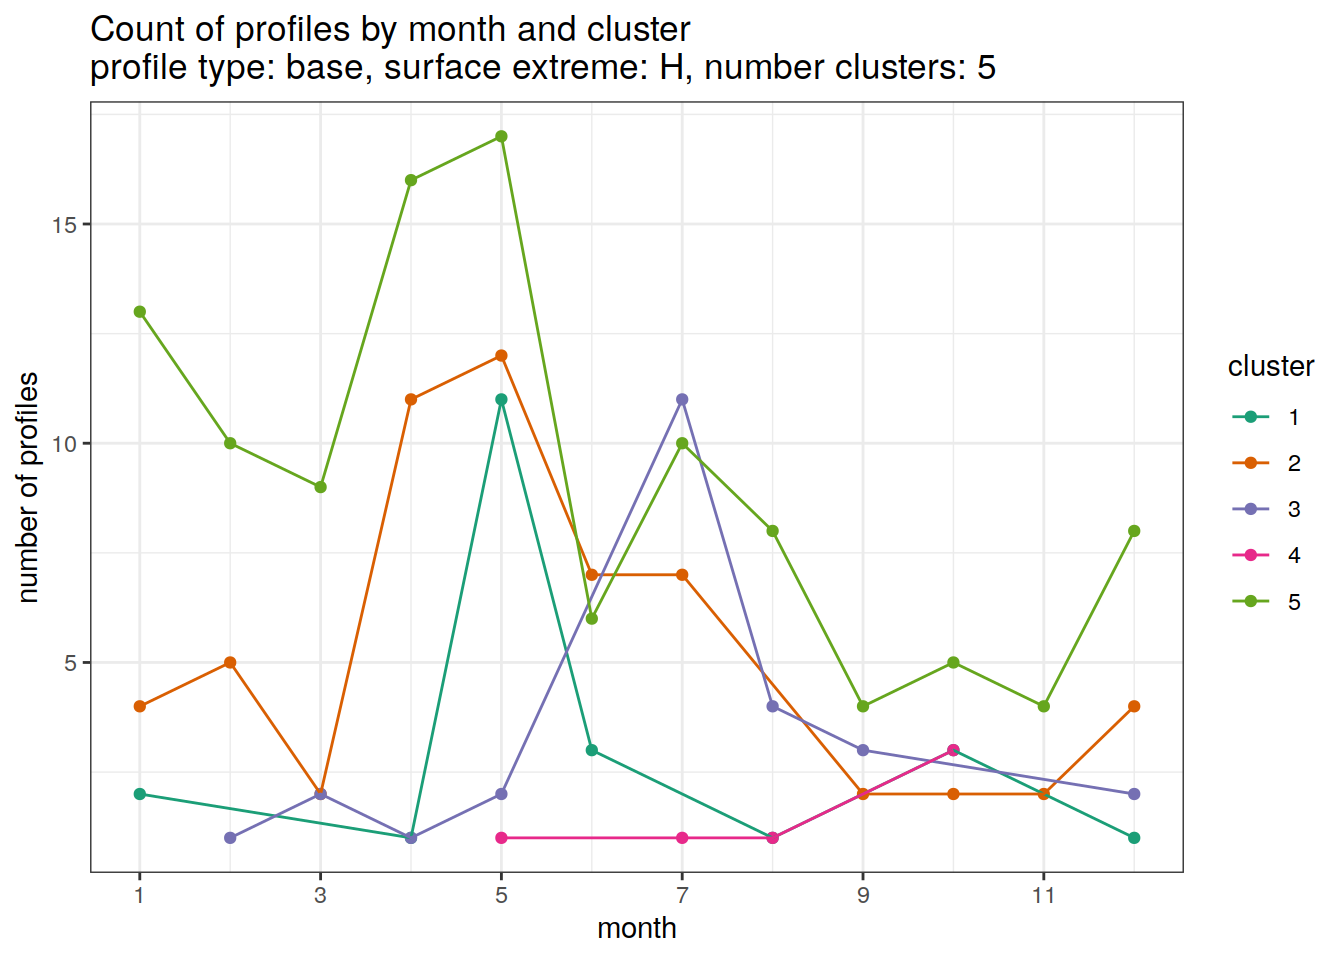 Count of profiles by month and cluster
profile type: base, surface extreme: H, number clusters: 5
number of profiles
15
10
5
1
3
5
7
9
11
month
cluster
1
2
3
4
5